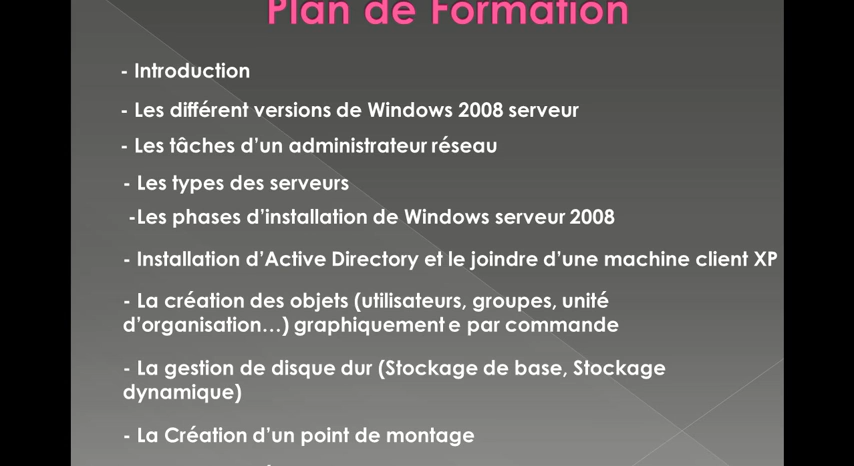 Plan de Formation
- Introduction
- Les différent versions de Windows 2008 serveur
- Les tâches d’un administrateur réseau
- Les types des serveurs
-Les phases d’installation de Windows serveur 2008
- Installation d’Active Directory et le joindre d’une machine client XP
- La création des objets (utilisateurs, groupes, unité
d’organisation...) graphiquement e par commande
- La gestion de disque dur (Stockage de base, Stockage
dynamique)
- La Création d’un point de montage